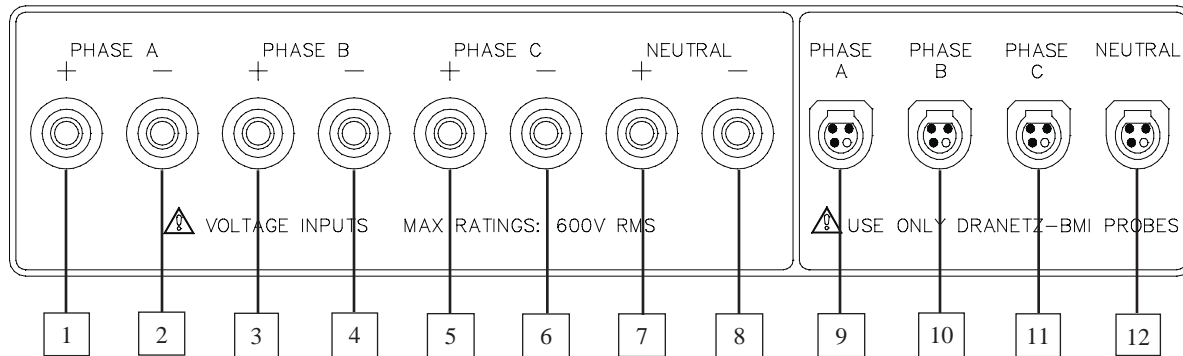 PHASE A PHASE B PHASE C NEUTRAL
+ − + − + − + −
PHASE A PHASE B PHASE C NEUTRAL
VOLTAGE INPUTS MAX RATINGS: 600V RMS
USE ONLY DRANETZ–BMI PROBES
1 2 3 4 5 6 7 8 9 10 11 12